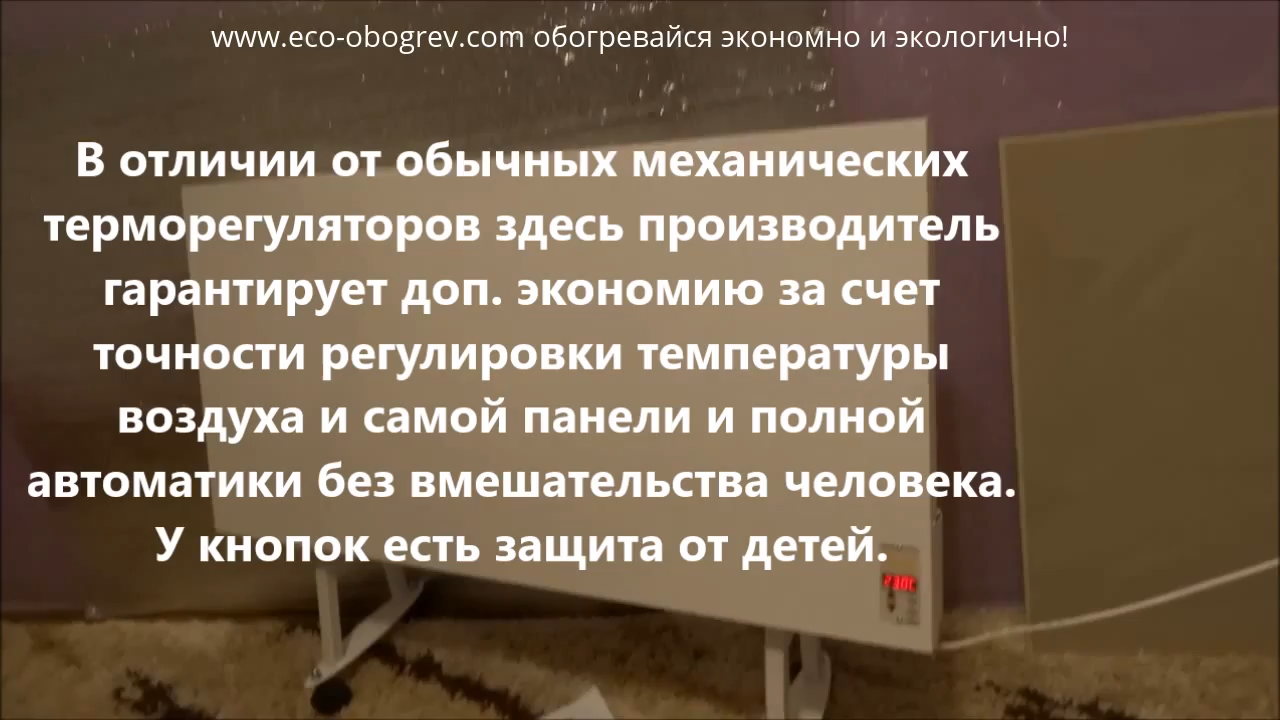 www.eco-obogrev.com обогревайся экономно и экологично!
В отличии от обычных механических
терморегуляторов здесь производитель
гарантирует доп. экономию за счет
точности регулировки температуры
воздуха и самой панели и полной
автоматики без вмешательства человека.
У кнопок есть защита от детей.